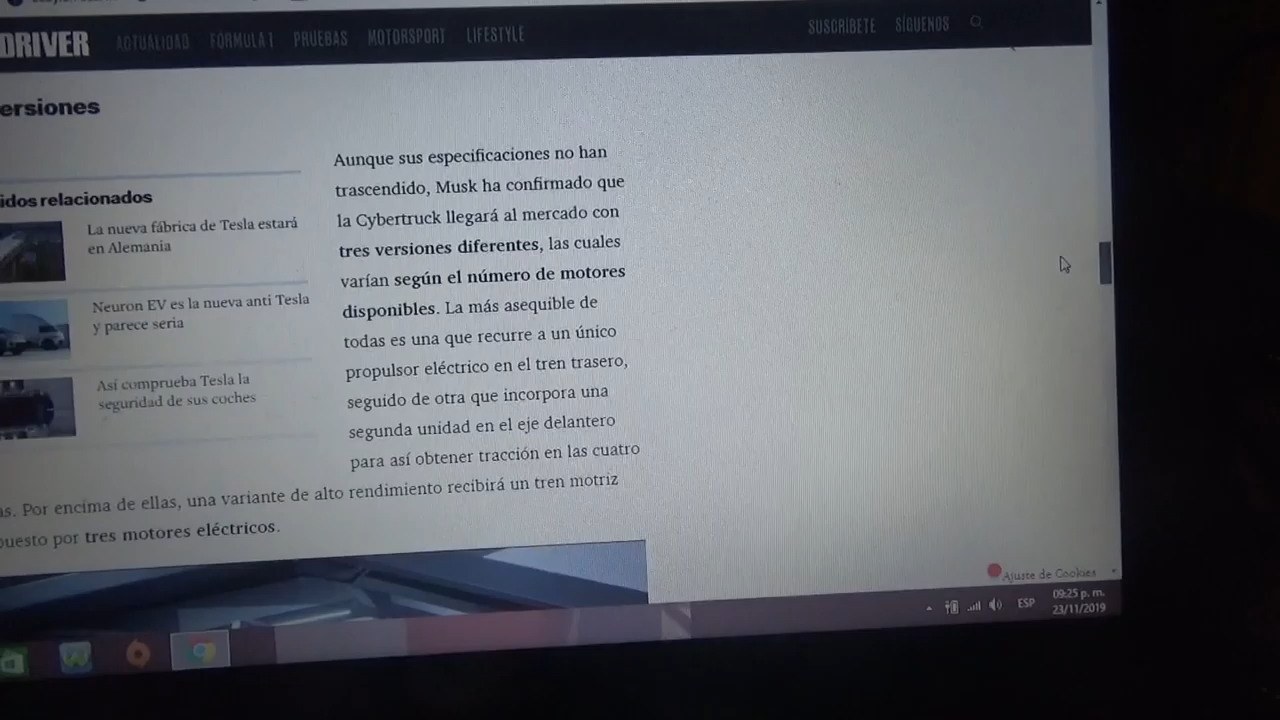 DRIVER ACTUALIDAD FÓRMULA 1 PRUEBAS MOTORSPORT LIFESTYLE SUSCRÍBETE SÍGUENOS
ersiones
idos relacionados
La nueva fábrica de Tesla estará
en Alemania
Neuron EV es la nueva anti Tesla
y parece seria
Así comprueba Tesla la
seguridad de sus coches
Aunque sus especificaciones no han
trascendido, Musk ha confirmado que
la Cybertruck llegará al mercado con
tres versiones diferentes, las cuales
varían según el número de motores
disponibles. La más asequible de
todas es una que recurre a un único
propulsor eléctrico en el tren trasero,
seguido de otra que incorpora una
segunda unidad en el eje delantero
para así obtener tracción en las cuatro
as. Por encima de ellas, una variante de alto rendimiento recibirá un tren motriz
puesto por tres motores eléctricos.
Ajuste de Cookies
ESP
09:25 p. m.
23/11/2019